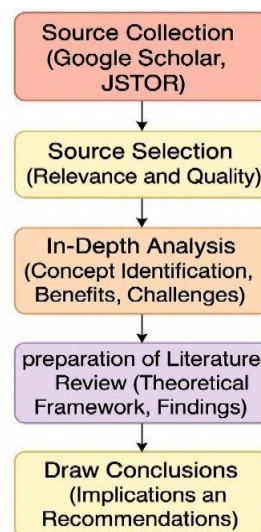 Source Collection
(Google Scholar,
JSTOR)
Source Selection
(Relevance and Quality)
In-Depth Analysis
(Concept Identification,
Benefits, Challenges)
preparation of Literature
Review (Theoretical
Framework, Findings)
Draw Conclusions
(Implications an
Recommendations)